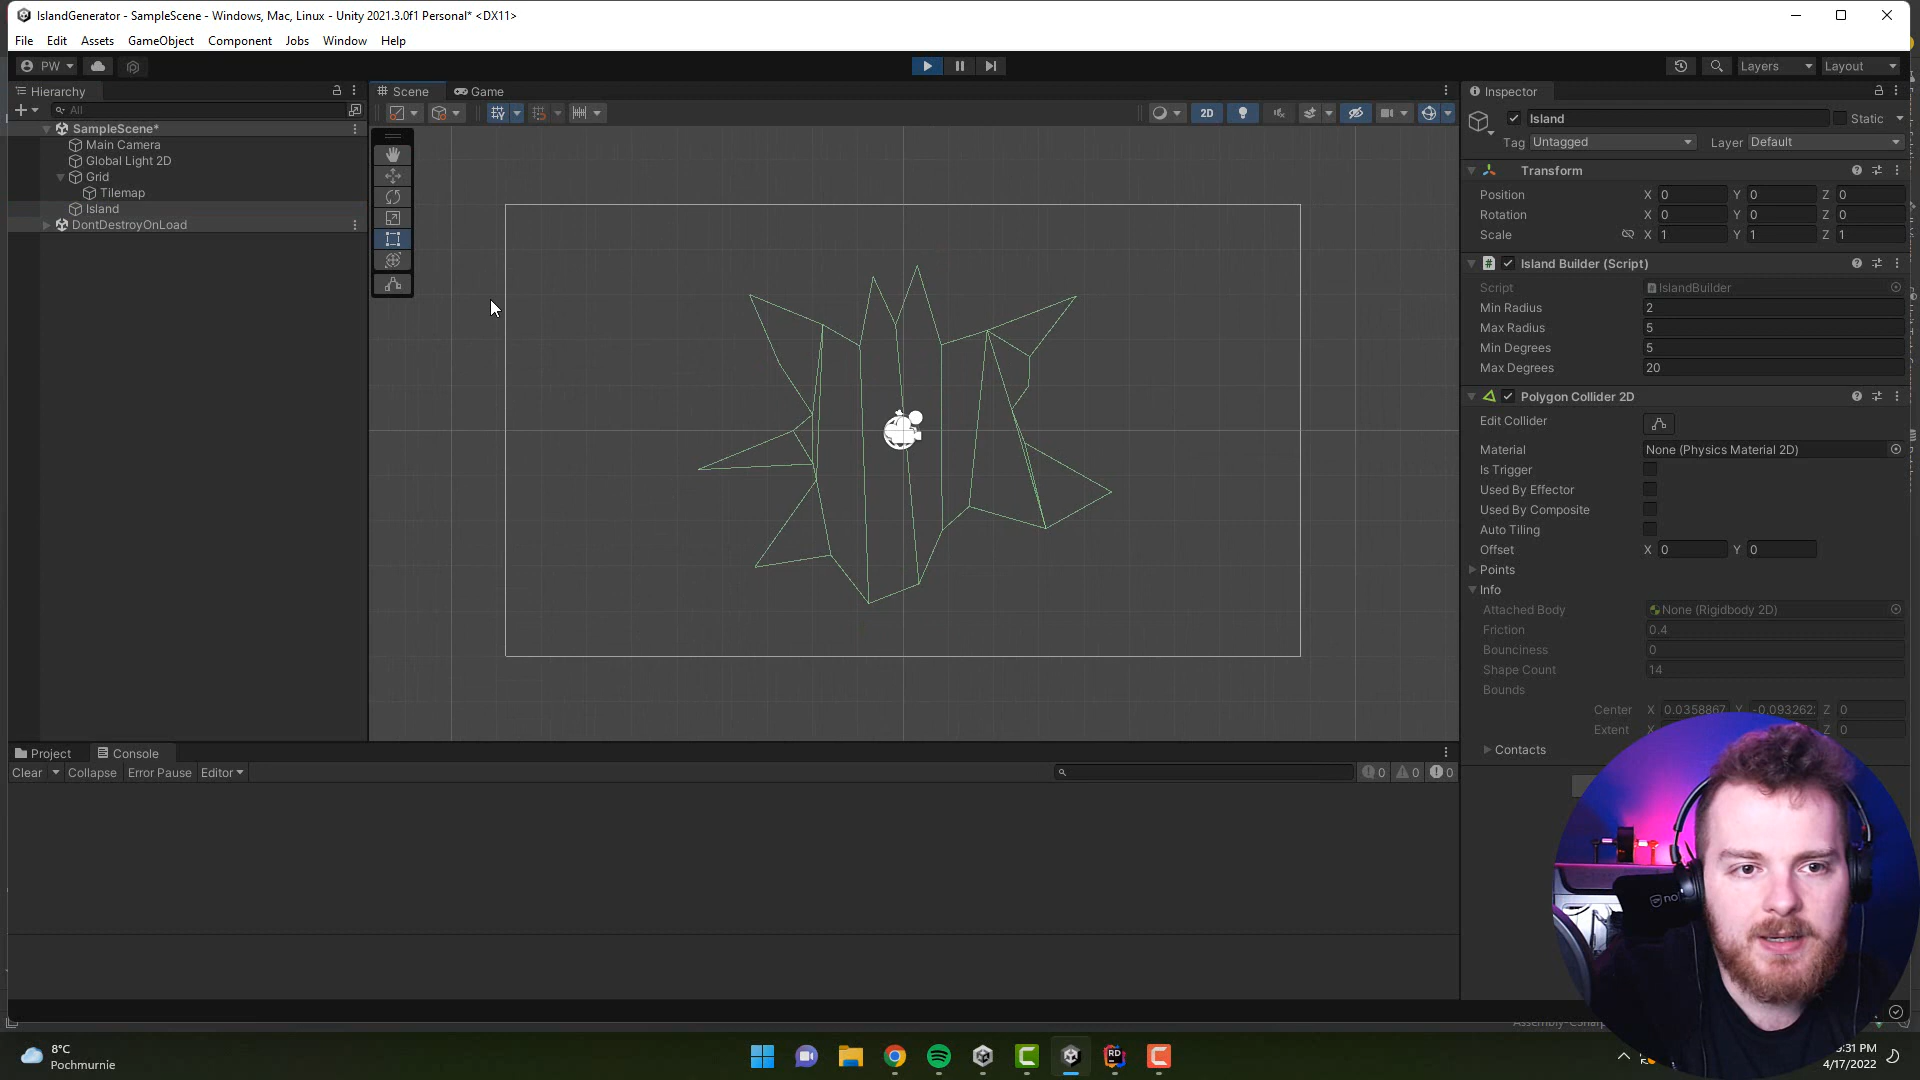 IslandGenerator - SampleScene - Windows, Mac, Linux - Unity 2021.3.0f1 Personal* <DX11>
File Edit Assets GameObject Component Jobs Window Help
PW Layers Layout
Hierarchy
All
SampleScene*
Main Camera
Global Light 2D
Grid
Tilemap
Island
DontDestroyOnLoad
Scene Game
2D
Inspector
Island Static
Tag Untagged Layer Default
Transform
Position X 0 Y 0 Z 0
Rotation X 0 Y 0 Z 0
Scale X 1 Y 1 Z 1
# Island Builder (Script)
Script IslandBuilder
Min Radius 2
Max Radius 5
Min Degrees 5
Max Degrees 20
Polygon Collider 2D
Edit Collider
Material None (Physics Material 2D)
Is Trigger
Used By Effector
Used By Composite
Auto Tiling
Offset X 0 Y 0
Points
Info
Attached Body None (Rigidbody 2D)
Friction 0.4
Bounciness 0
Shape Count 14
Bounds
Center X 0.0358867 Y -0.093262 Z 0
Extent X Z 0
Contacts
Project Console
Clear Collapse Error Pause Editor 0 0 0
8°C
Pochmurnie
RD
:31 PM
4/17/2022